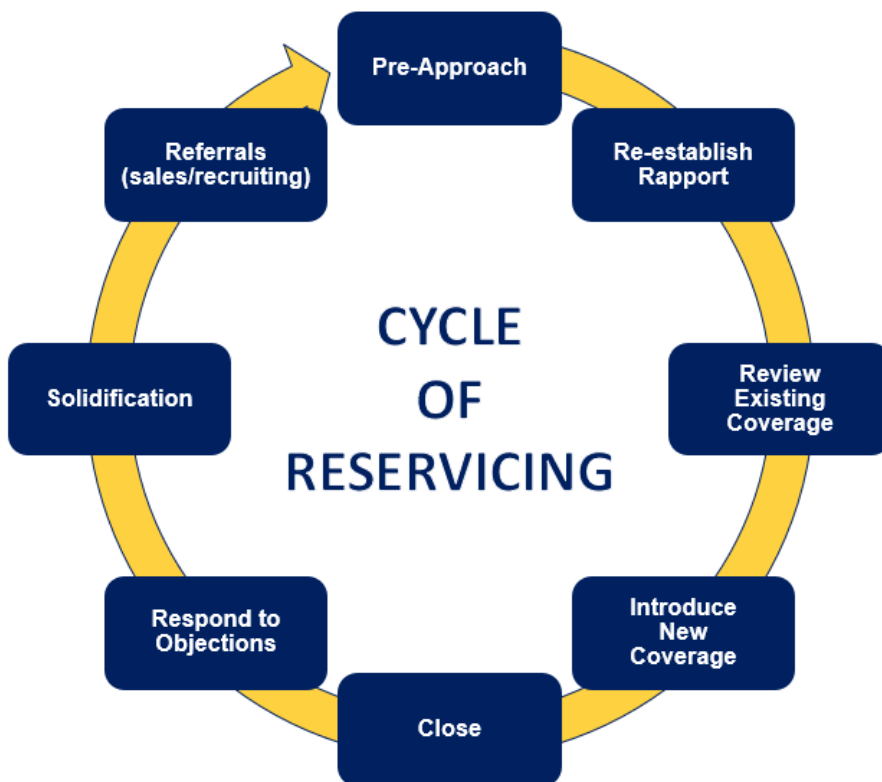 Pre-Approach
Re-establish
Rapport
Review
Existing
Coverage
Introduce
New
Coverage
Close
Respond to
Objections
Solidification
Referrals
(sales/recruiting)
CYCLE
OF
RESERVICING